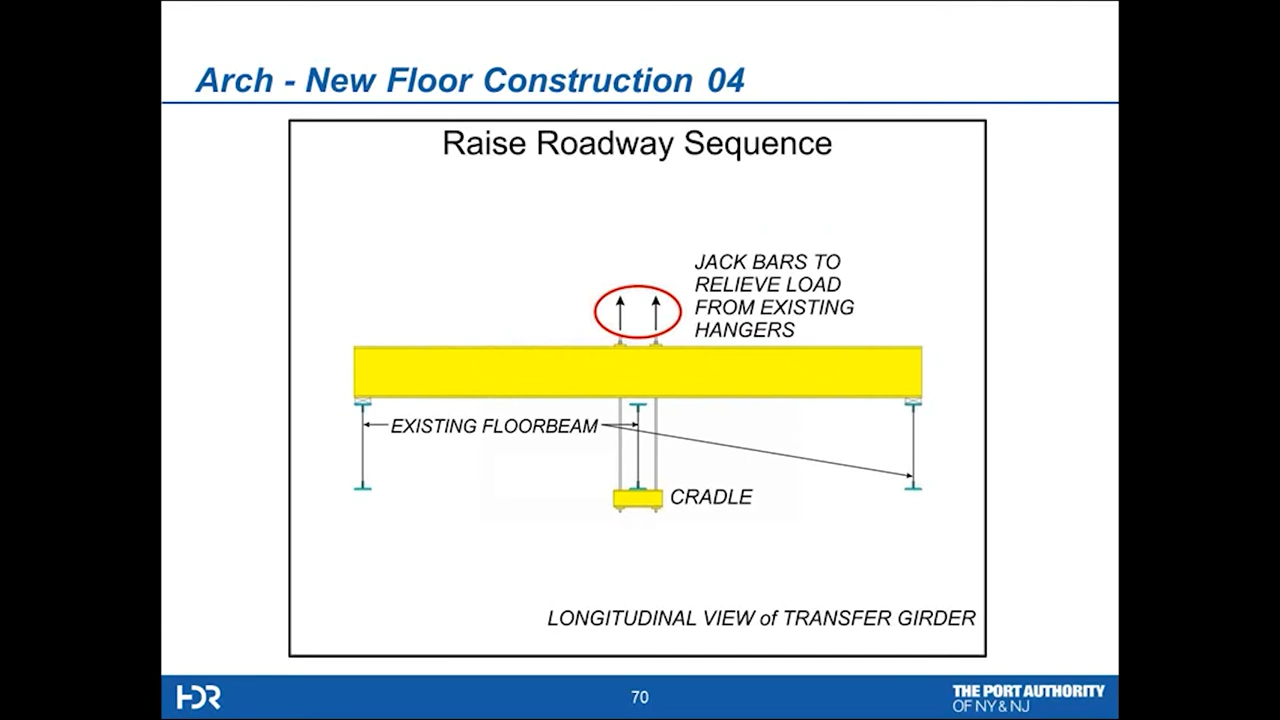 Arch - New Floor Construction 04
Raise Roadway Sequence
JACK BARS TO
RELIEVE LOAD
FROM EXISTING
HANGERS
EXISTING FLOORBEAM
CRADLE
LONGITUDINAL VIEW of TRANSFER GIRDER
HDR
70
THE PORT AUTHORITY
OF NY & NJ